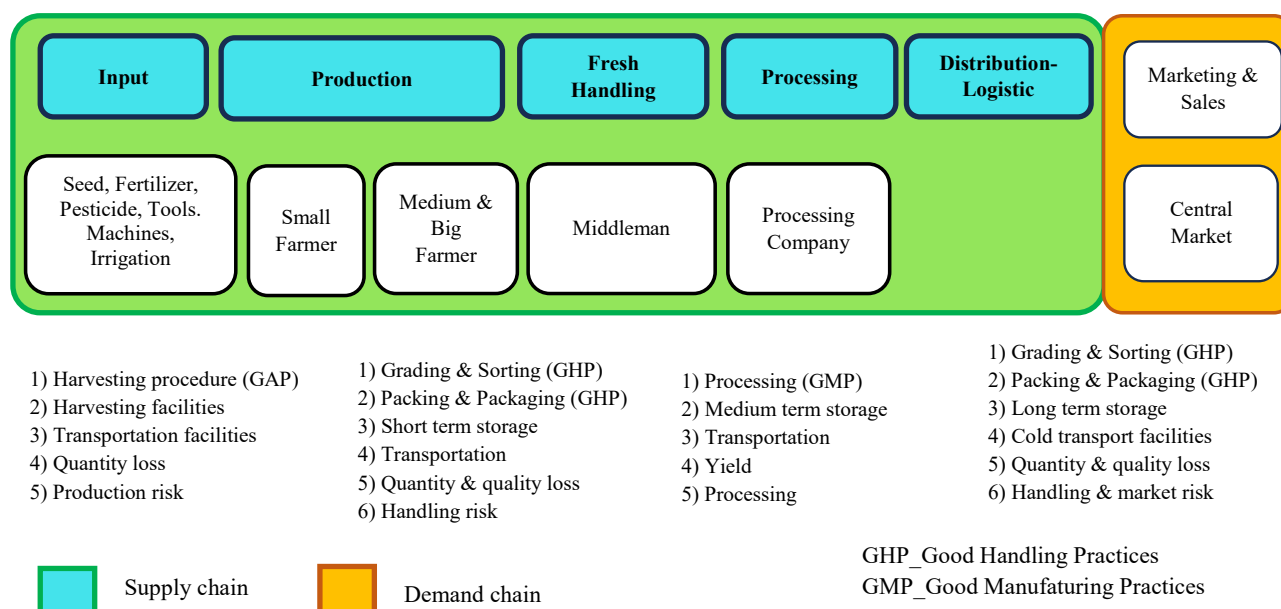 Input
Production
Fresh
Handling
Processing
Distribution-
Logistic
Marketing &
Sales
Seed, Fertilizer,
Pesticide, Tools.
Machines,
Irrigation
Small
Farmer
Medium &
Big
Farmer
Middleman
Processing
Company
Central
Market
1) Harvesting procedure (GAP)
2) Harvesting facilities
3) Transportation facilities
4) Quantity loss
5) Production risk
1) Grading & Sorting (GHP)
2) Packing & Packaging (GHP)
3) Short term storage
4) Transportation
5) Quantity & quality loss
6) Handling risk
1) Processing (GMP)
2) Medium term storage
3) Transportation
4) Yield
5) Processing
1) Grading & Sorting (GHP)
2) Packing & Packaging (GHP)
3) Long term storage
4) Cold transport facilities
5) Quantity & quality loss
6) Handling & market risk
Supply chain
Demand chain
GHP_Good Handling Practices
GMP_Good Manufaturing Practices